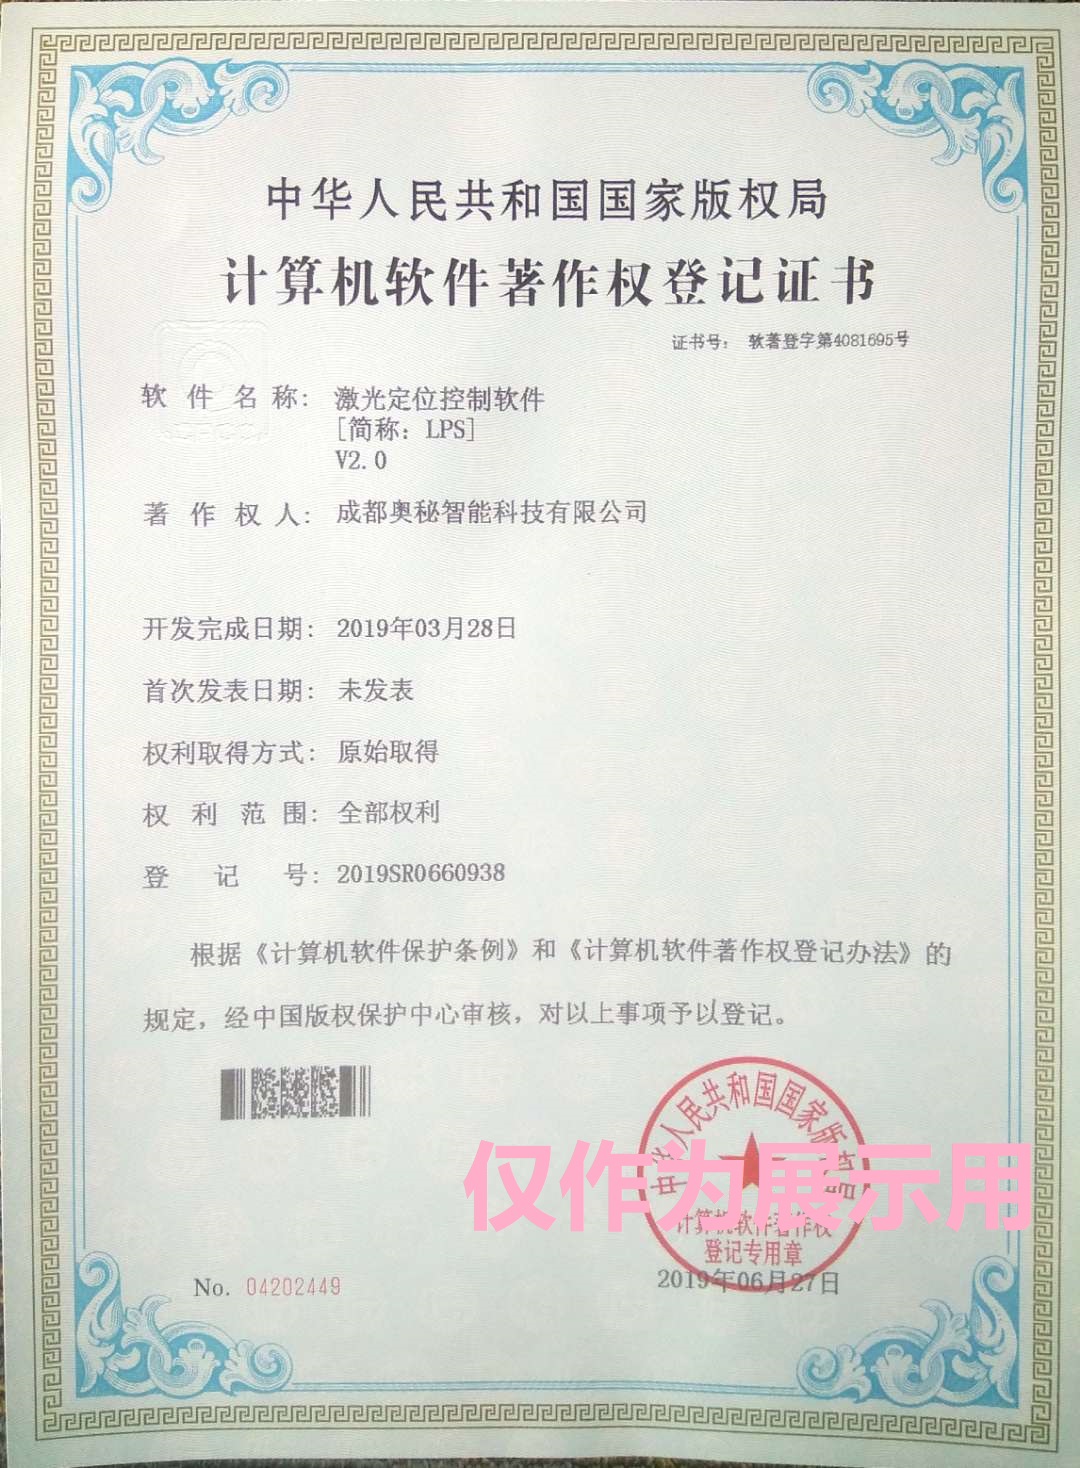 中华人民共和国国家版权局
计算机软件著作权登记证书
证书号： 软著登字第4081695号
软件名称： 激光定位控制软件
[简称：LPS]
V2.0
著作权人： 成都奥秘智能科技有限公司
开发完成日期： 2019年03月28日
首次发表日期： 未发表
权利取得方式： 原始取得
权利范围： 全部权利
登记号： 2019SR0660938
根据《计算机软件保护条例》和《计算机软件著作权登记办法》的
规定，经中国版权保护中心审核，对以上事项予以登记。
中华人民共和国国家版权局
仅作为展示用
计算机软件著作权
登记专用章
No. 04202449
2019年06月27日